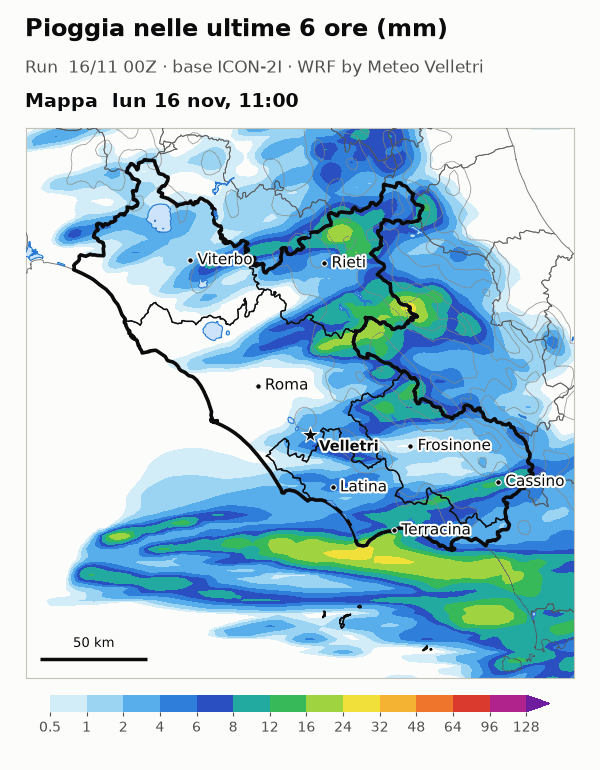 Pioggia nelle ultime 6 ore (mm)
Run  16/11 00Z · base ICON-2I · WRF by Meteo Velletri
Mappa  lun 16 nov, 11:00
Viterbo
Rieti
Roma
Velletri
Frosinone
Latina
Cassino
Terracina
50 km
0.5 1 2 4 6 8 12 16 24 32 48 64 96 128